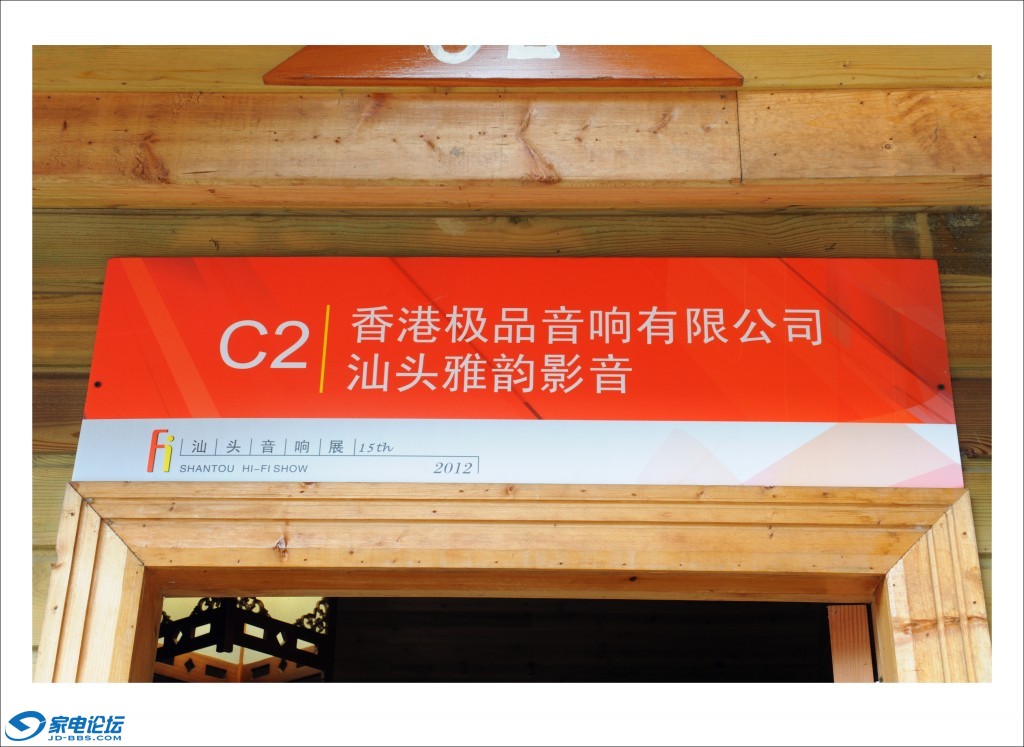 C2
香港极品音响有限公司
汕头雅韵影音
Fi 汕头音响展 15th
SHANTOU HI-FI SHOW 2012
家电论坛
JD-BBS.COM